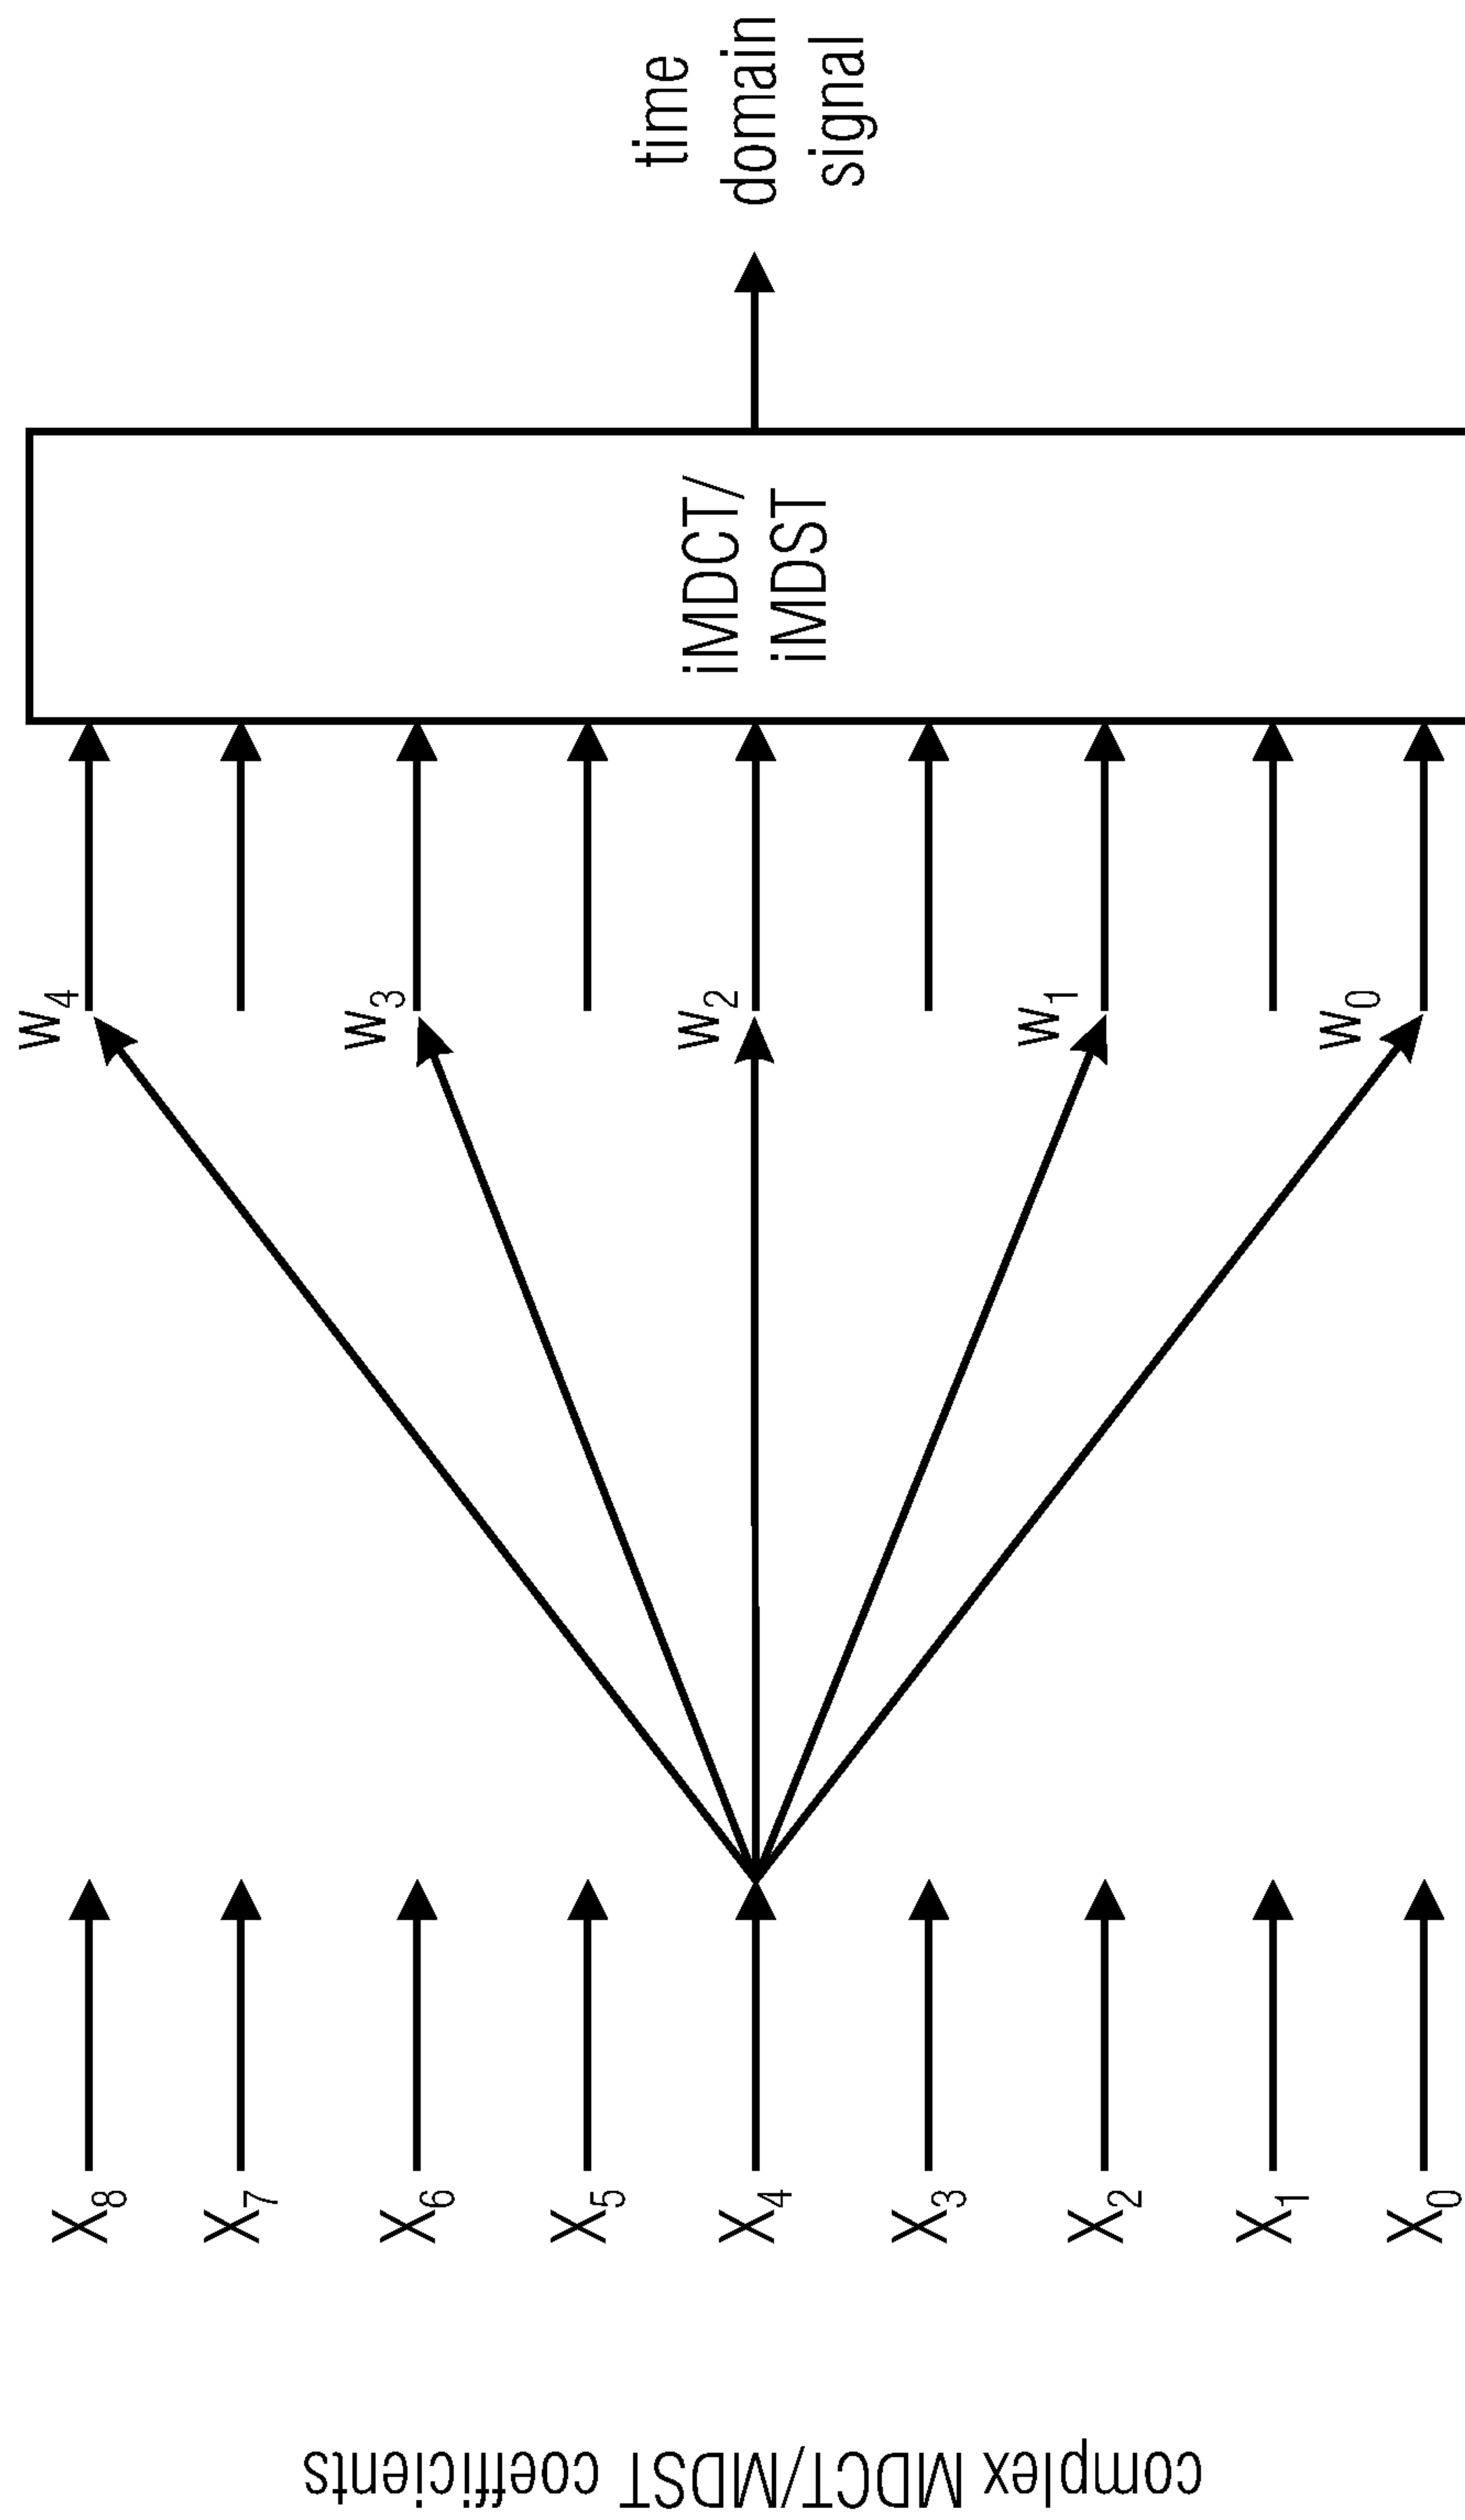 complex MDCT/MDST coefficients
X8
X7
X6
X5
X4
X3
X2
X1
X0
w4
w3
w2
w1
w0
iMDCT/
iMDST
time
domain
signal